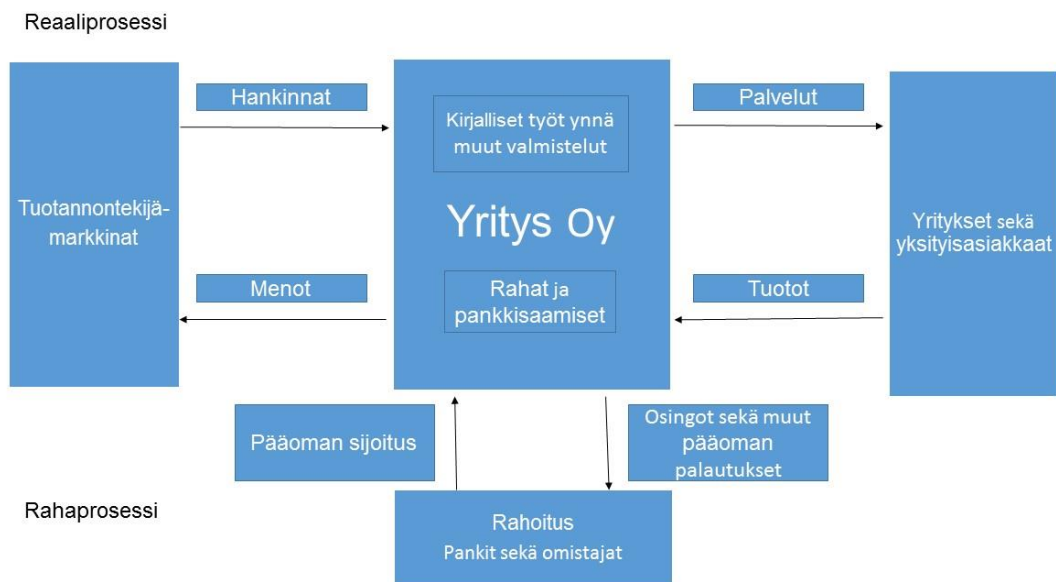 Reaaliprosessi
Hankinnat
Palvelut
Kirjalliset työt ynnä
muut valmistelut
Tuotannontekijä-
markkinat
Yritys Oy
Yritykset sekä
yksityisasiakkaat
Menot
Rahat ja
pankkisaamiset
Tuotot
Pääoman sijoitus
Osingot sekä muut
pääoman
palautukset
Rahaprosessi
Rahoitus
Pankit sekä omistajat